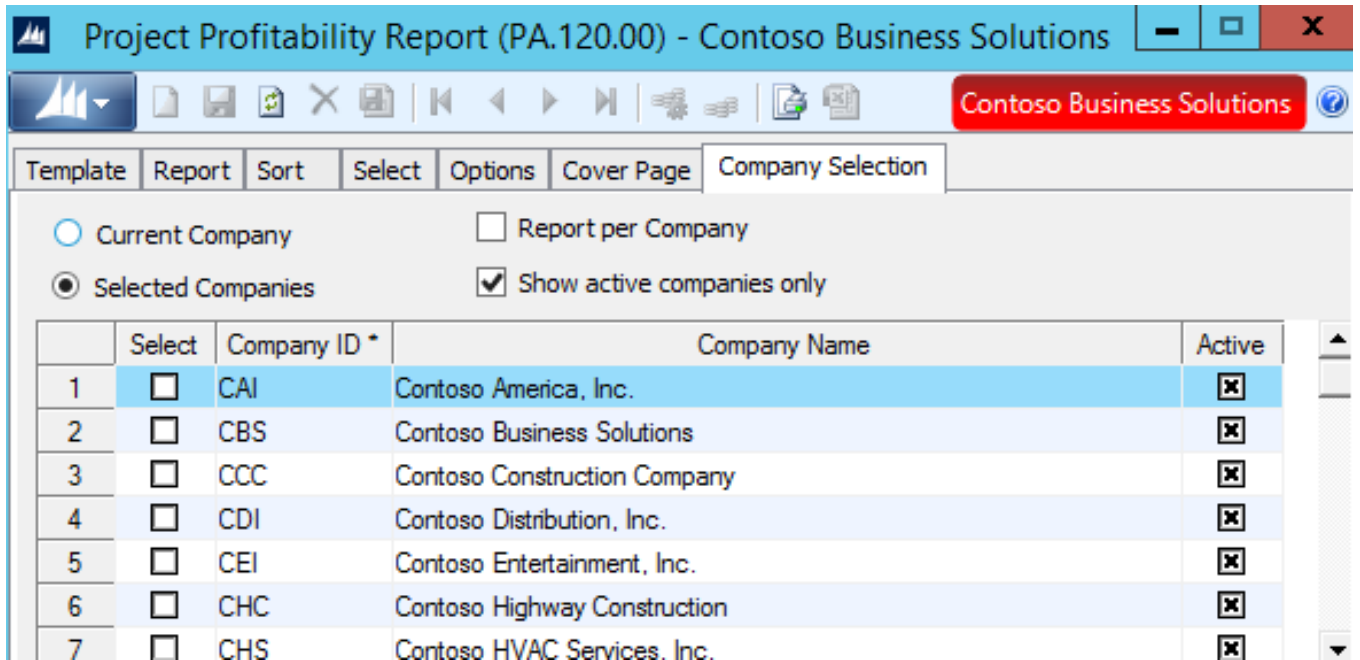 Project Profitability Report (PA.120.00) - Contoso Business Solutions
Contoso Business Solutions
Template Report Sort Select Options Cover Page Company Selection
Current Company Report per Company
Selected Companies Show active companies only
Select Company ID * Company Name Active
1 CAI Contoso America, Inc.
2 CBS Contoso Business Solutions
3 CCC Contoso Construction Company
4 CDI Contoso Distribution, Inc.
5 CEI Contoso Entertainment, Inc.
6 CHC Contoso Highway Construction
7 CHS Contoso HVAC Services, Inc.